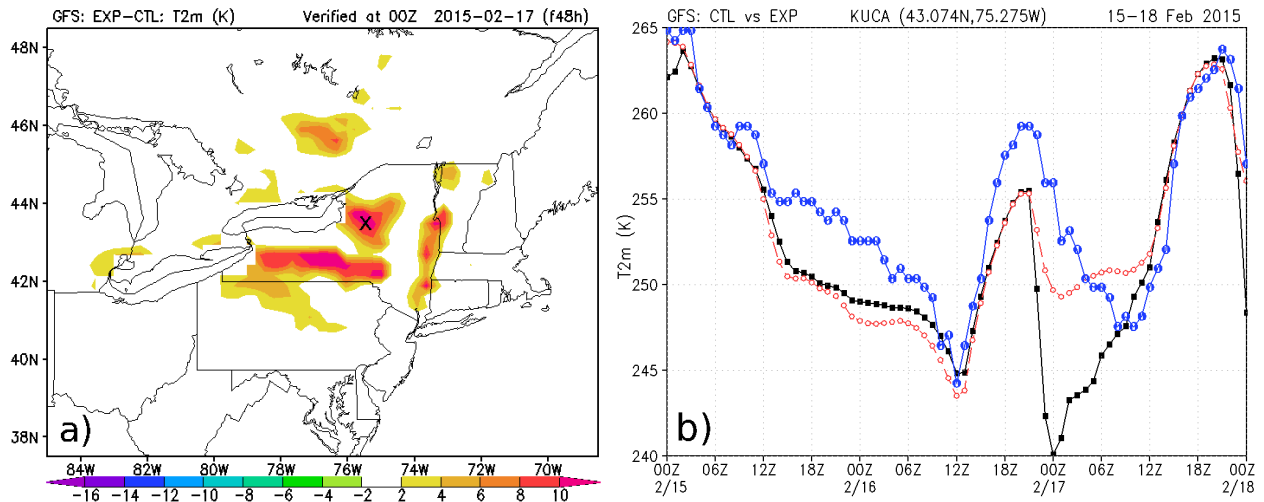 GFS: EXP-CTL: T2m (K) Verified at 00Z 2015-02-17 (f48h)
48N
46N
44N
42N
40N
38N
X
a)
84W 82W 80W 78W 76W 74W 72W 70W
-16 -14 -12 -10 -8 -6 -4 -2 2 4 6 8 10
GFS: CTL vs EXP KUCA (43.074N,75.275W) 15-18 Feb 2015
T2m (K)
265
260
255
250
245
240
b)
00Z 06Z 12Z 18Z 00Z 06Z 12Z 18Z 00Z 06Z 12Z 18Z 00Z
2/15 2/16 2/17 2/18